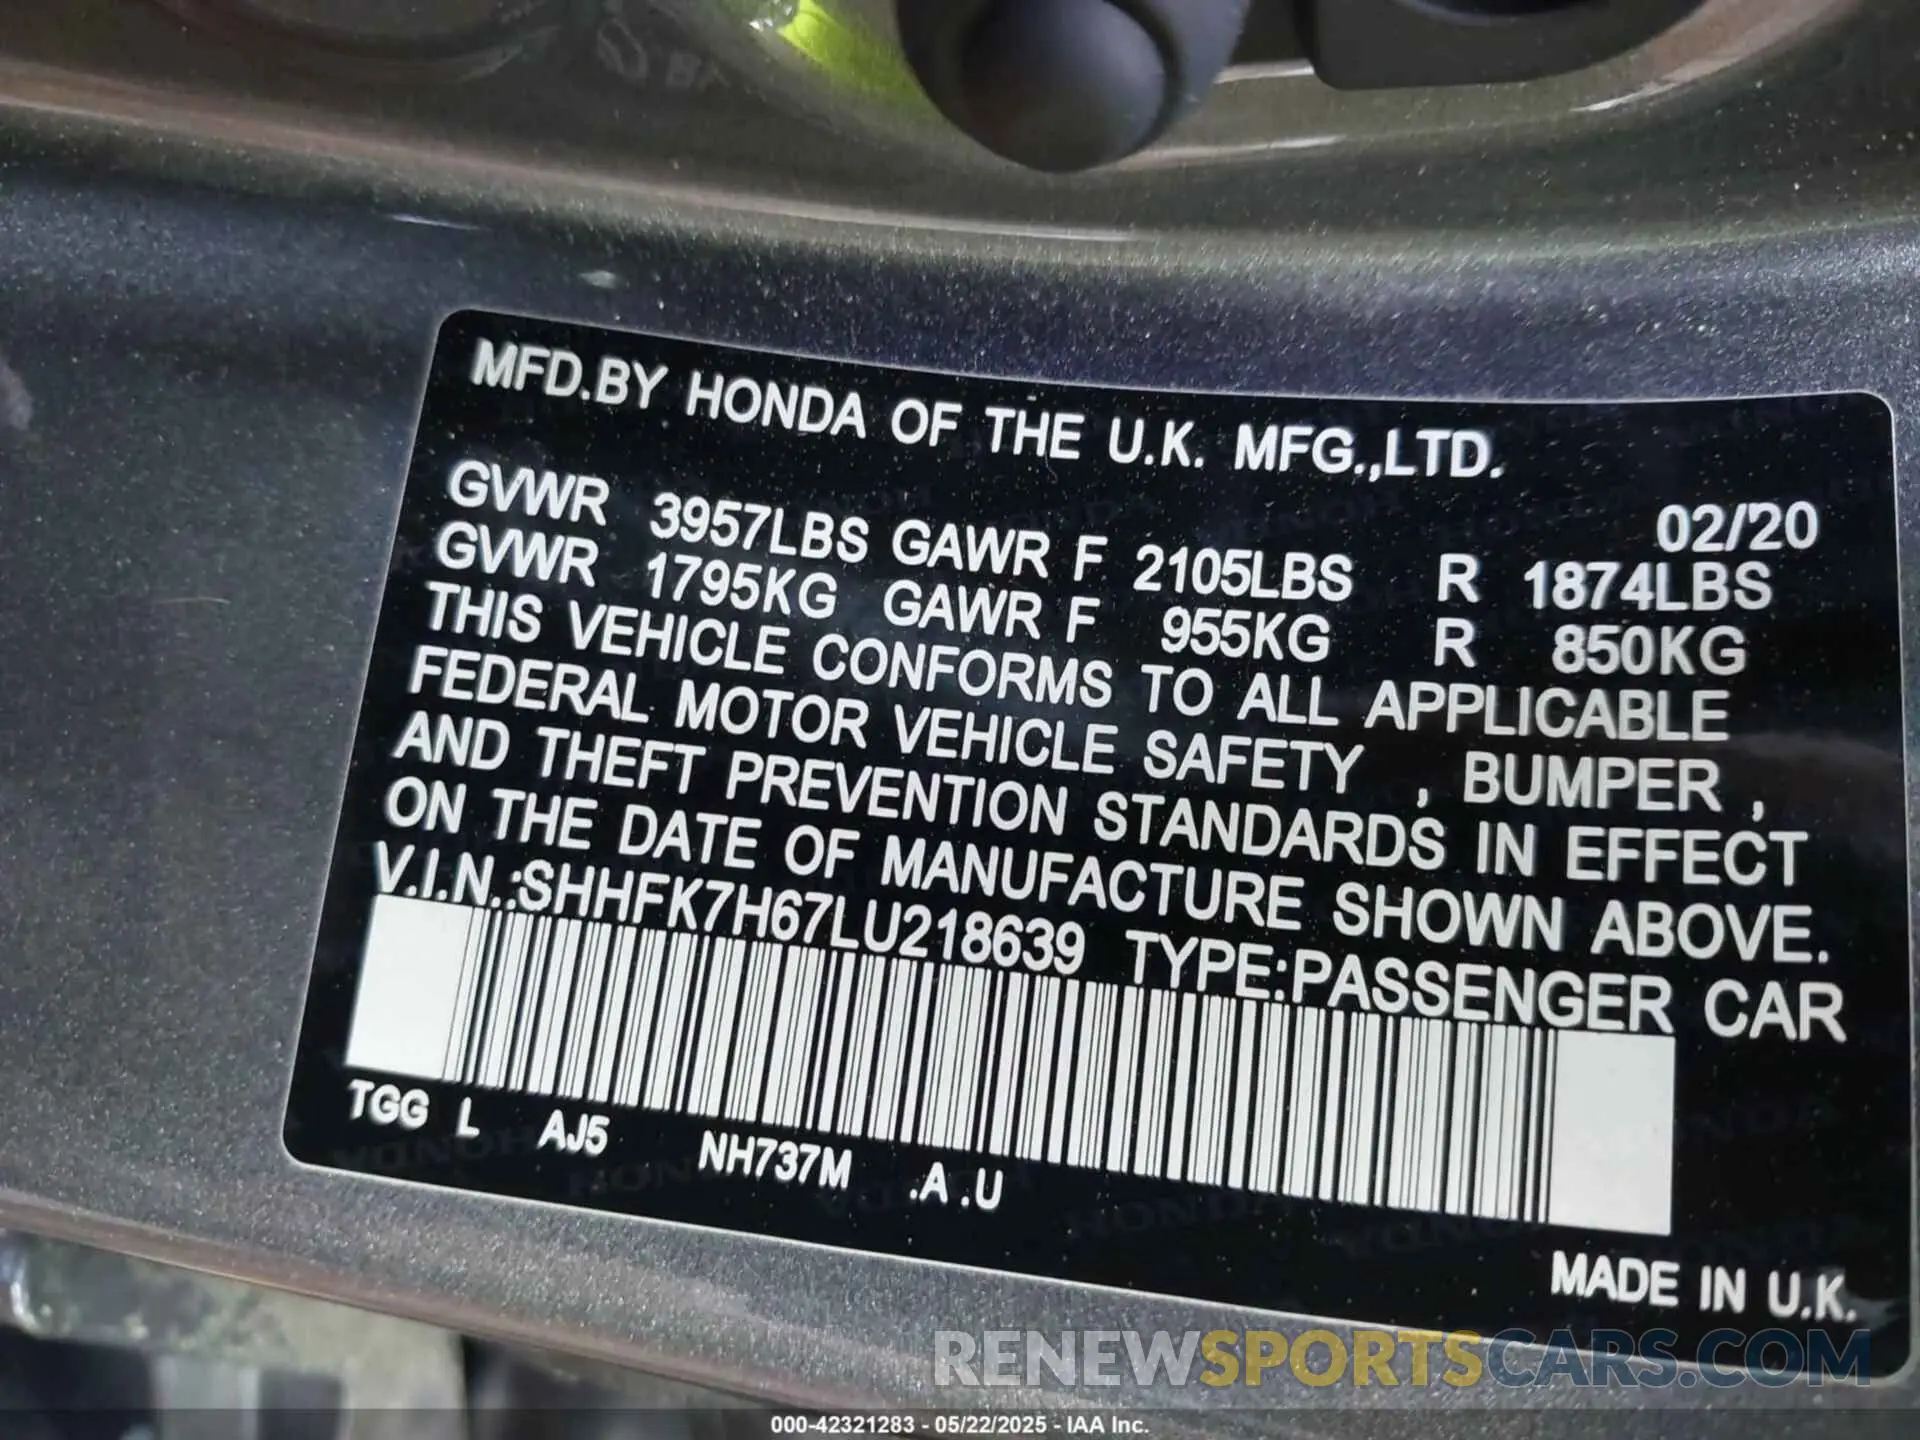 MFD.BY HONDA OF THE U.K. MFG.,LTD.
02/20
GVWR 3957LBS GAWR F 2105LBS R 1874LBS
GVWR 1795KG GAWR F 955KG R 850KG
THIS VEHICLE CONFORMS TO ALL APPLICABLE
FEDERAL MOTOR VEHICLE SAFETY , BUMPER ,
AND THEFT PREVENTION STANDARDS IN EFFECT
ON THE DATE OF MANUFACTURE SHOWN ABOVE.
V.I.N.:SHHFK7H67LU218639 TYPE:PASSENGER CAR
TGG L AJ5 NH737M .A .U
MADE IN U.K.
RENEWSPORTSCARS.COM
000-42321283 - 05/22/2025 - IAA Inc.